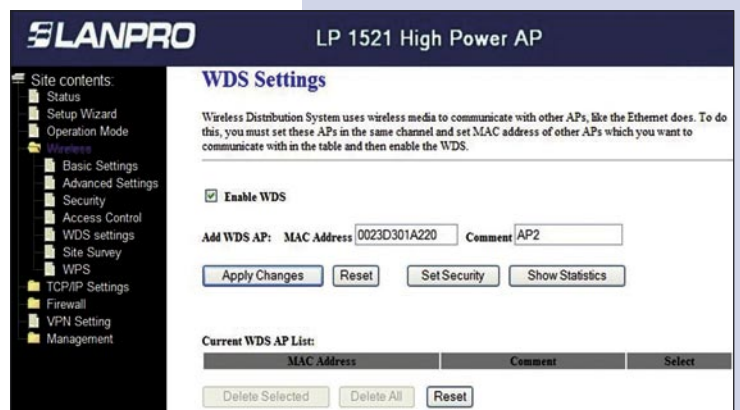 LANPRO
LP 1521 High Power AP
Site contents:
Status
Setup Wizard
Operation Mode
Wireless
Basic Settings
Advanced Settings
Security
Access Control
WDS settings
Site Survey
WPS
TCP/IP Settings
Firewall
VPN Setting
Management
WDS Settings
Wireless Distribution System uses wireless media to communicate with other APs, like the Ethernet does. To do
this, you must set these APs in the same channel and set MAC address of other APs which you want to
communicate with in the table and then enable the WDS.
Enable WDS
Add WDS AP: MAC Address 0023D301A220 Comment AP2
Apply Changes Reset Set Security Show Statistics
Current WDS AP List:
MAC Address Comment Select
Delete Selected Delete All Reset